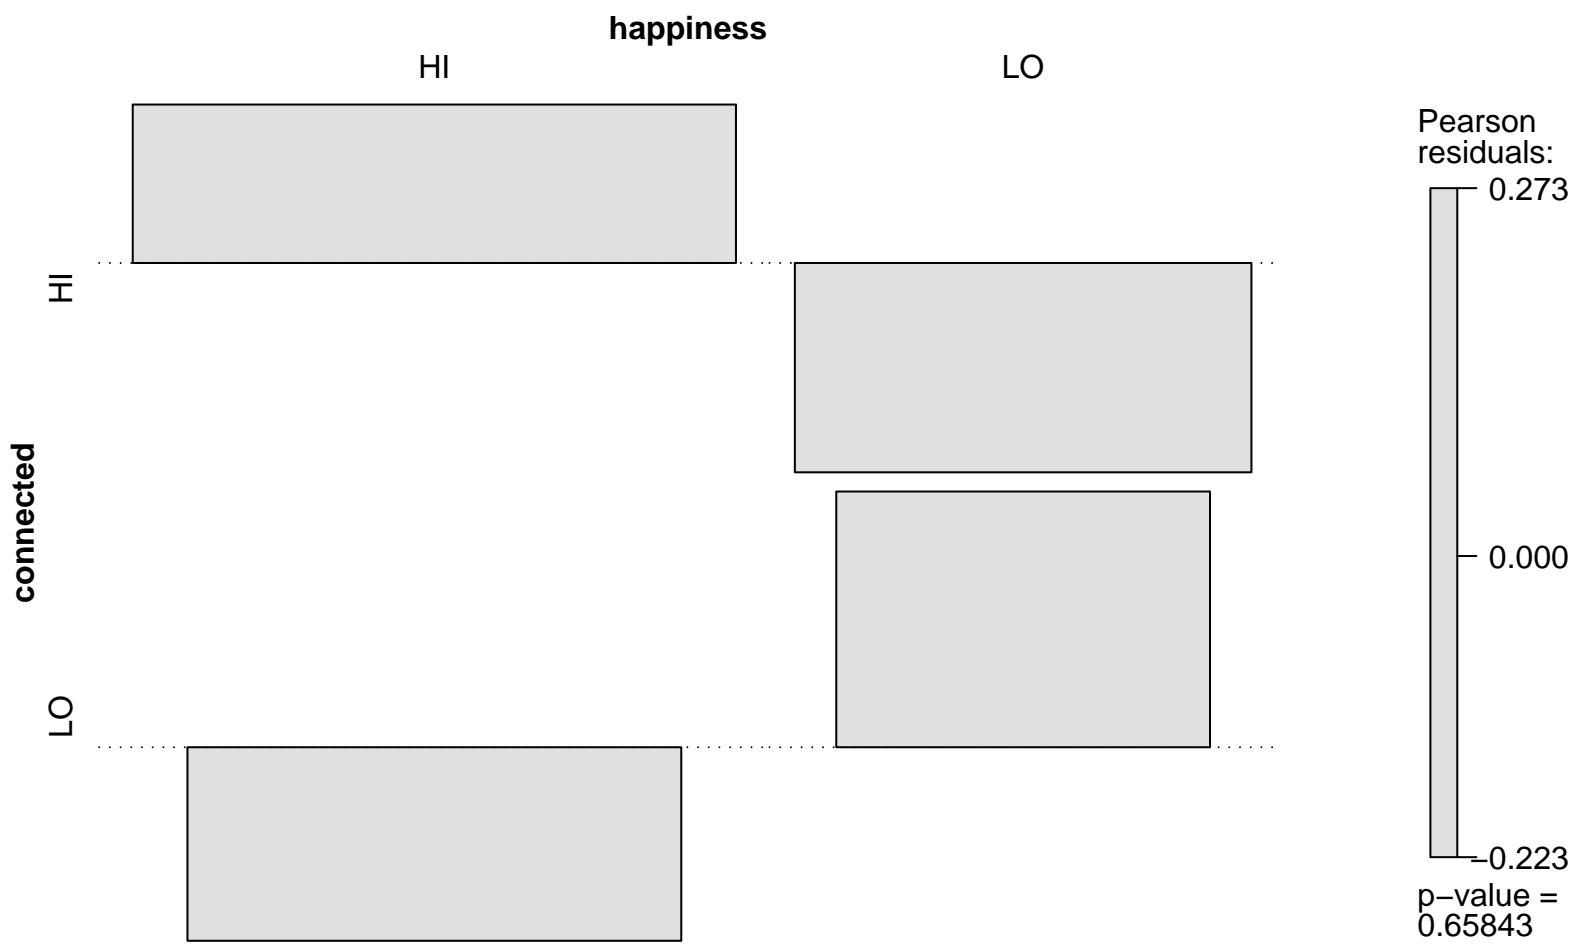 happiness
HI
LO
Pearson
residuals:
0.273
HI
connected
0.000
LO
−0.223
p−value =
0.65843